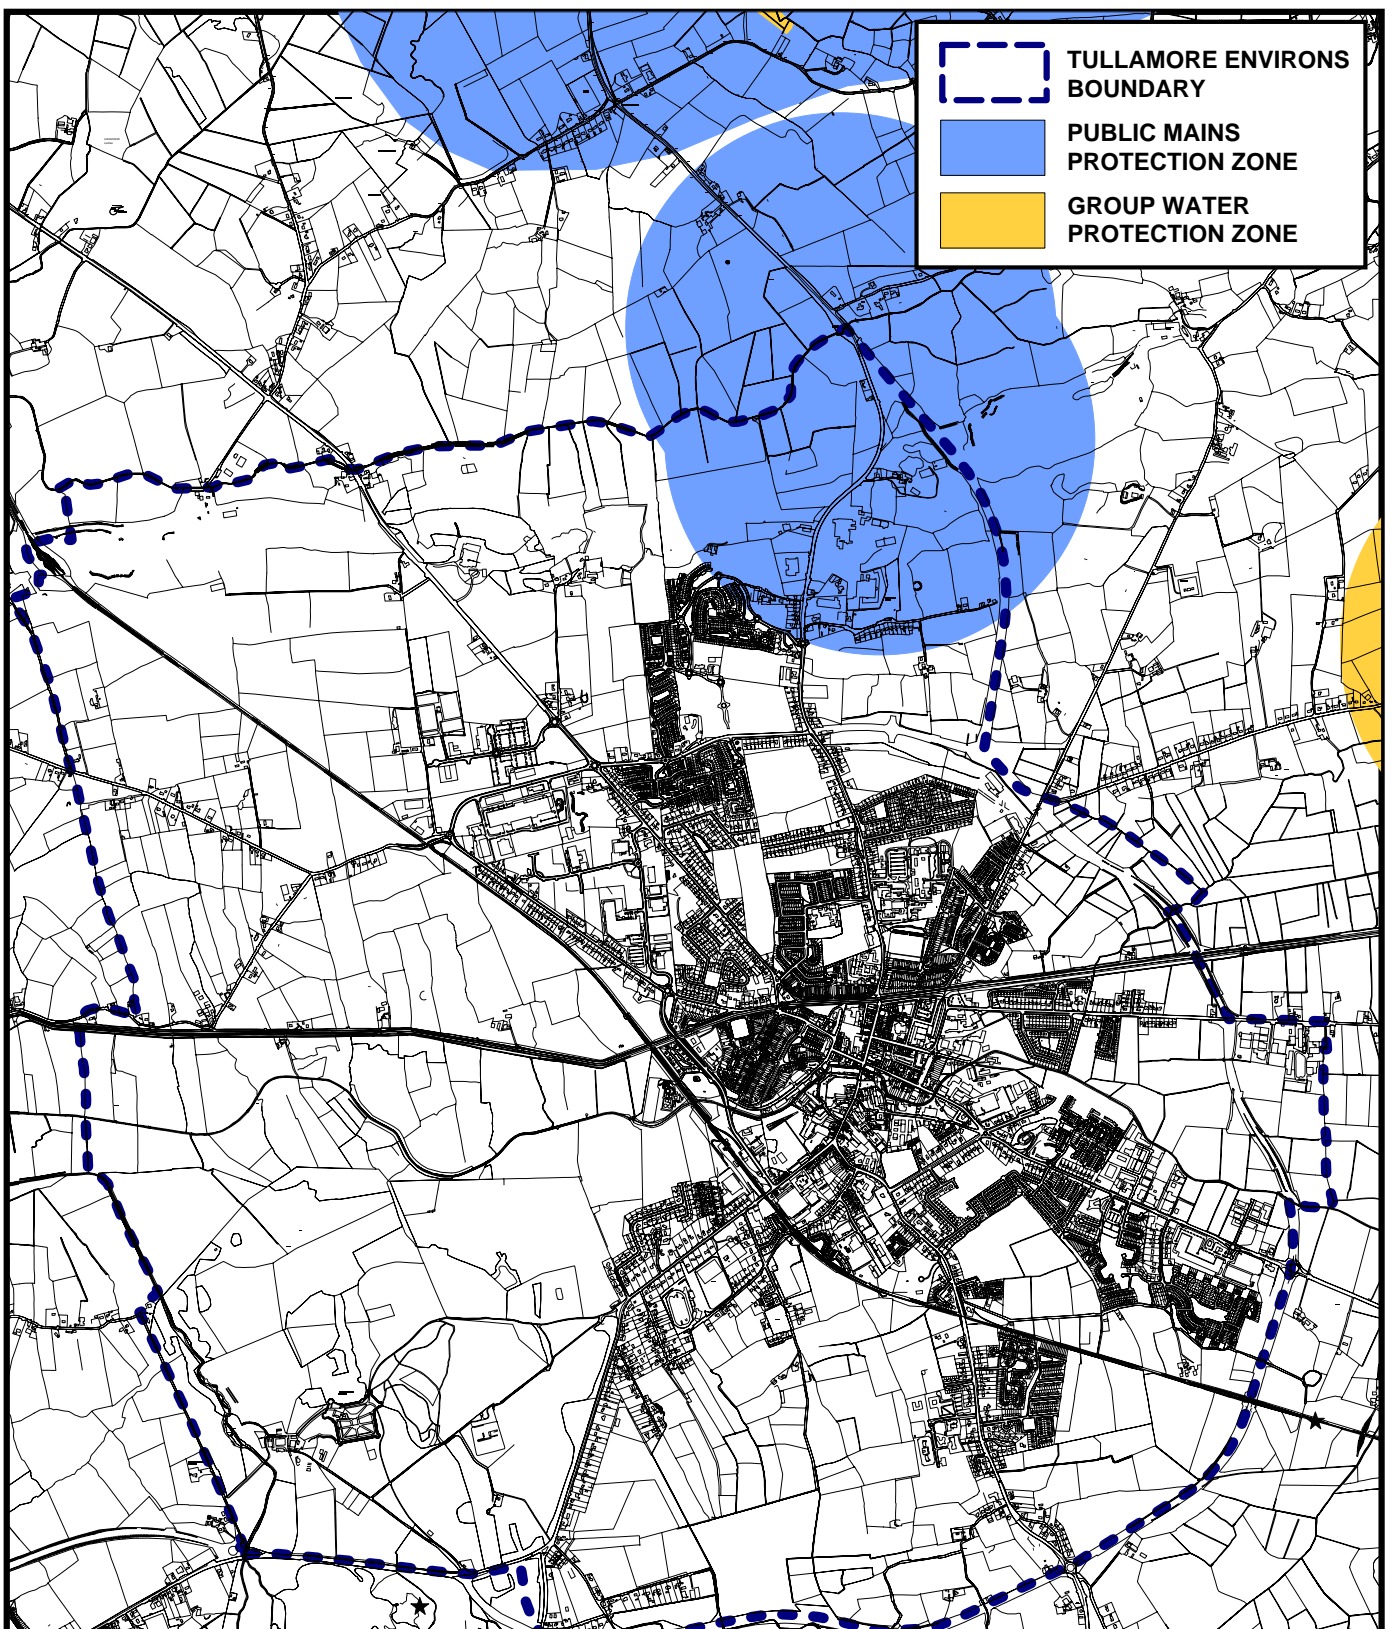 TULLAMORE ENVIRONS
BOUNDARY
PUBLIC MAINS
PROTECTION ZONE
GROUP WATER
PROTECTION ZONE